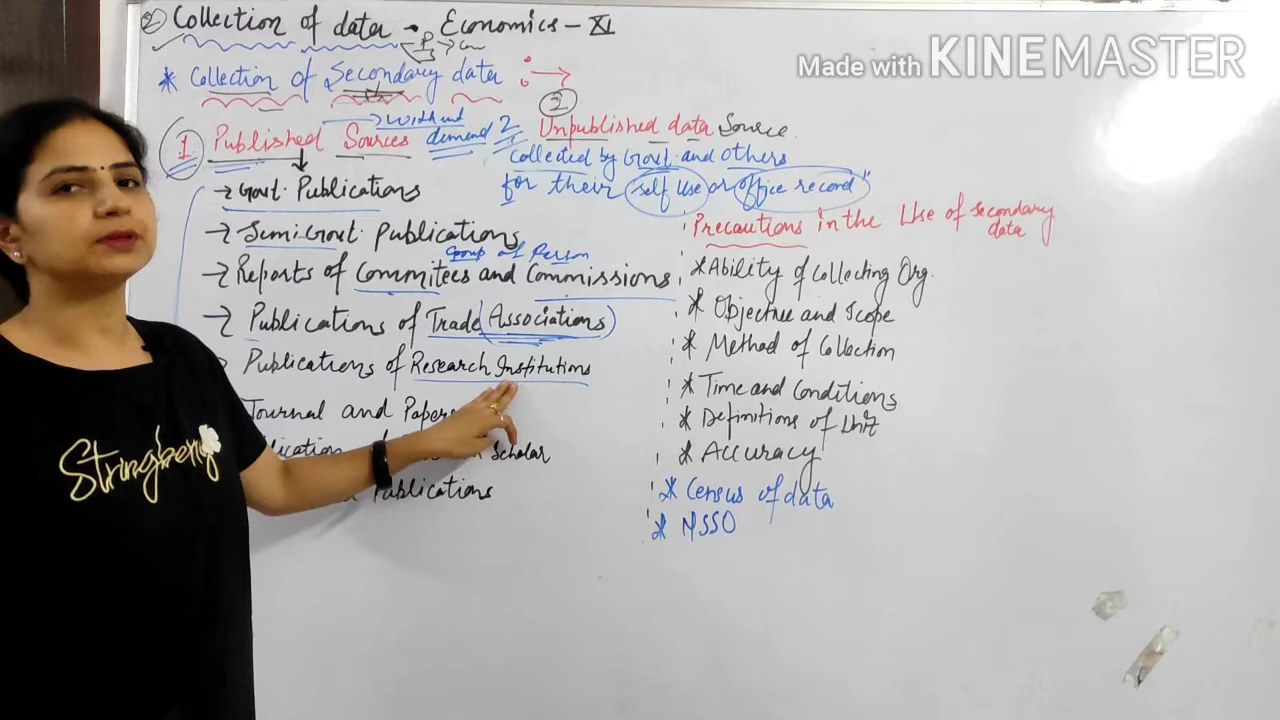 2) Collection of data Economics - XI
Made with KINEMASTER
* Collection of Secondary data :
1 Published Sources
without demand
2 Unpublished data Source.
collected by Govt. and others
for their self use or office record"
→ Govt. Publications
→ Semi Govt. Publications
Group of Person
→ Reports of Commitees and Commissions
→ Publications of Trade (Associations)
Publications of Research Institutions
Journal and Papers
Scholar
Publications
Precautions in the Use of Secondary data
* Ability of Collecting Org.
* Objective and Scope
* Method of Collection
* Time and Conditions
* Definitions of Unit
* Accuracy
* Census of data
* NSSO
Stringberry